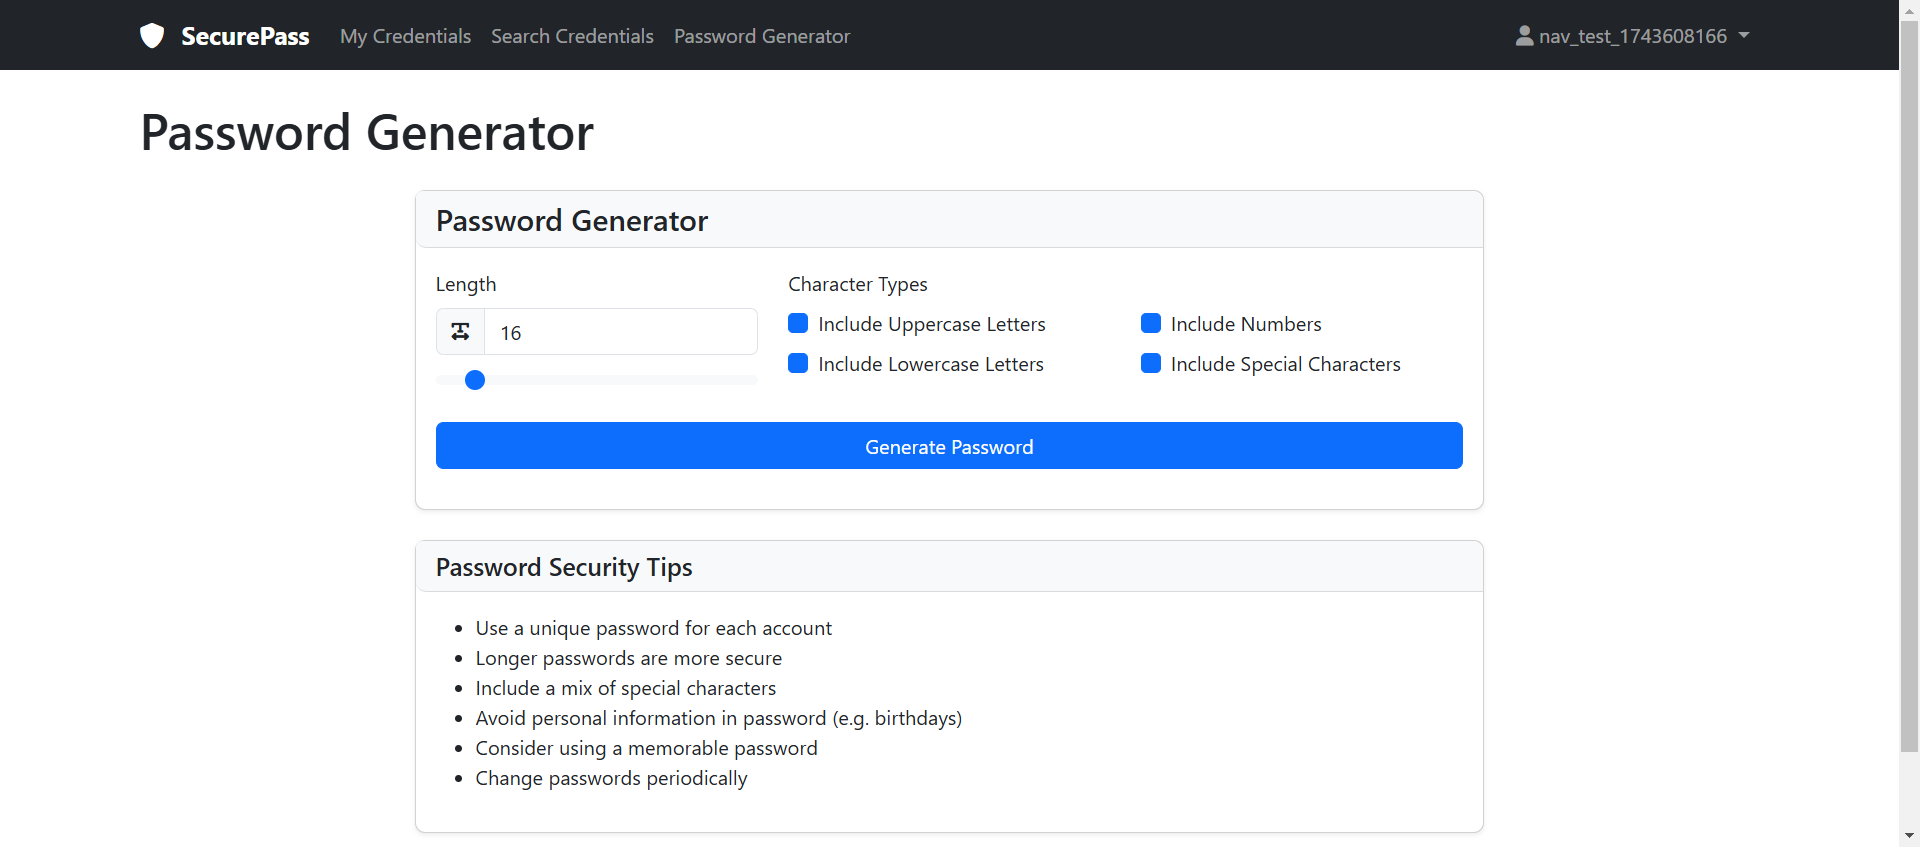 SecurePass My Credentials Search Credentials Password Generator nav_test_1743608166
Password Generator
Password Generator
Length
16
Character Types
Include Uppercase Letters
Include Numbers
Include Lowercase Letters
Include Special Characters
Generate Password
Password Security Tips
Use a unique password for each account
Longer passwords are more secure
Include a mix of special characters
Avoid personal information in password (e.g. birthdays)
Consider using a memorable password
Change passwords periodically